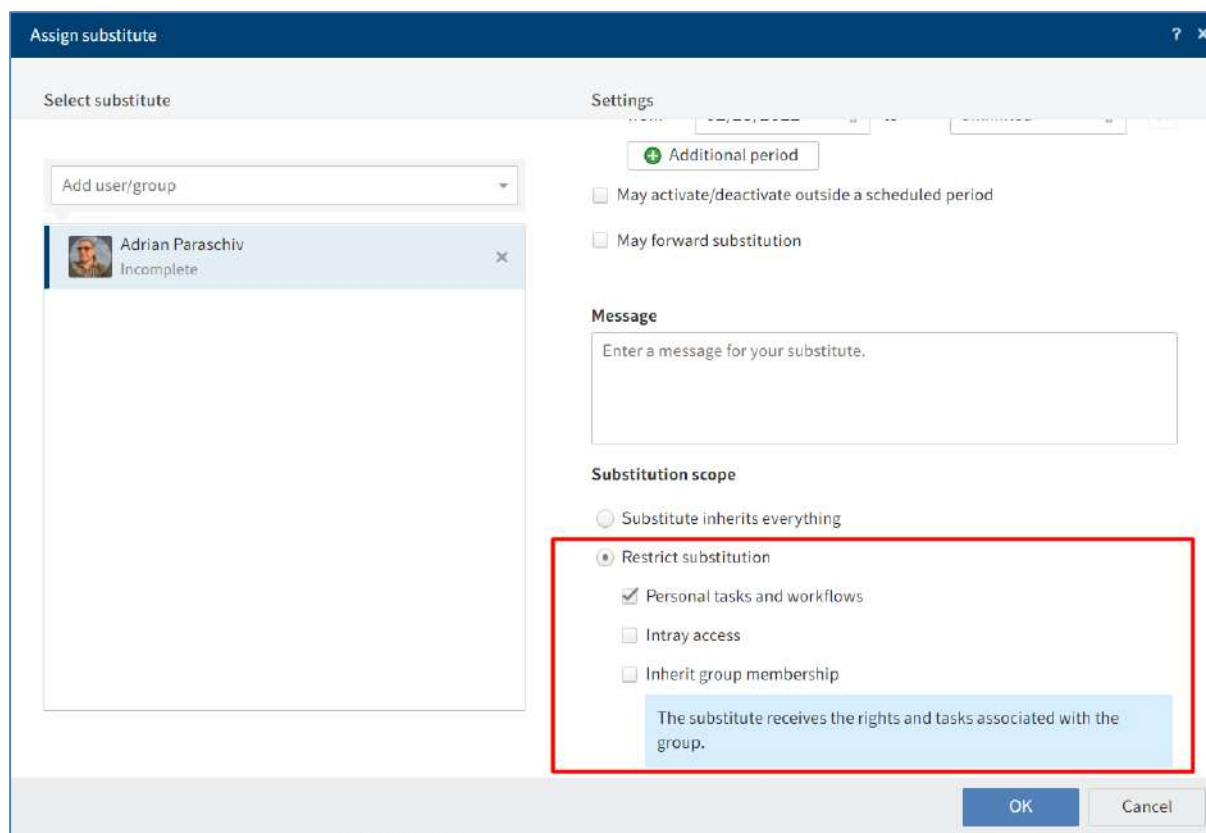 Assign substitute
?
Select substitute
Settings
Additional period
Add user/group
May activate/deactivate outside a scheduled period
Adrian Paraschiv
Incomplete
May forward substitution
Message
Enter a message for your substitute.
Substitution scope
Substitute inherits everything
Restrict substitution
Personal tasks and workflows
Intray access
Inherit group membership
The substitute receives the rights and tasks associated with the
group.
OK
Cancel